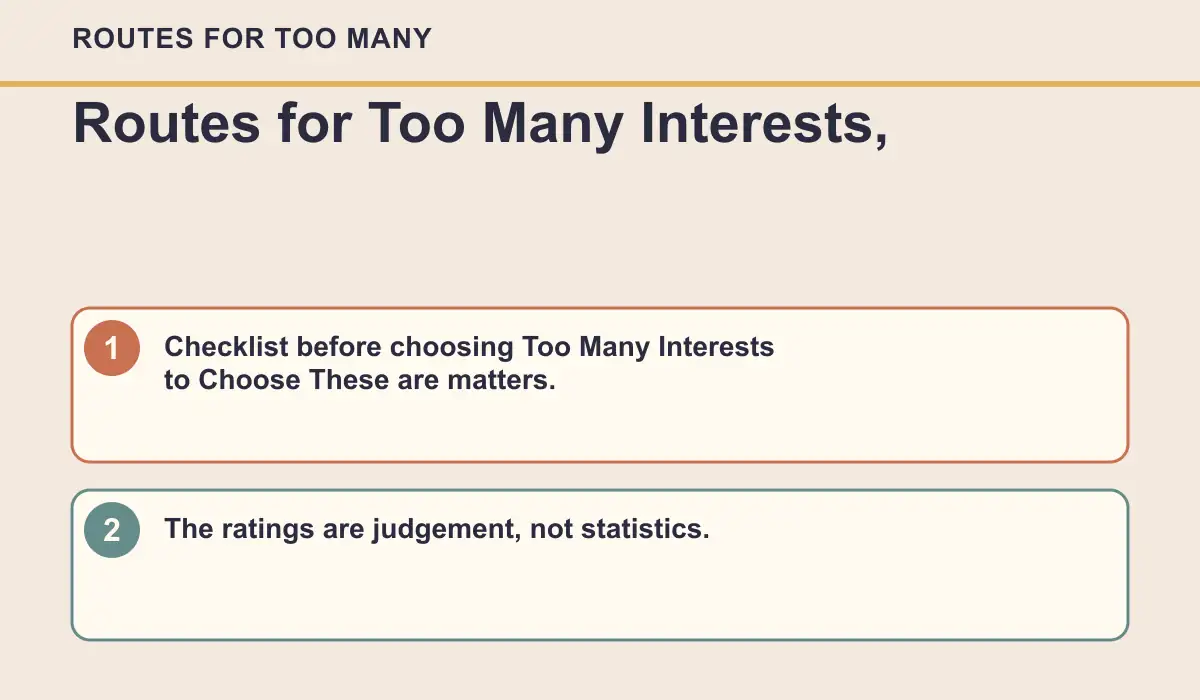 ROUTES FOR TOO MANY
Routes for Too Many Interests,
1
Checklist before choosing Too Many Interests
to Choose These are matters.
2
The ratings are judgement, not statistics.